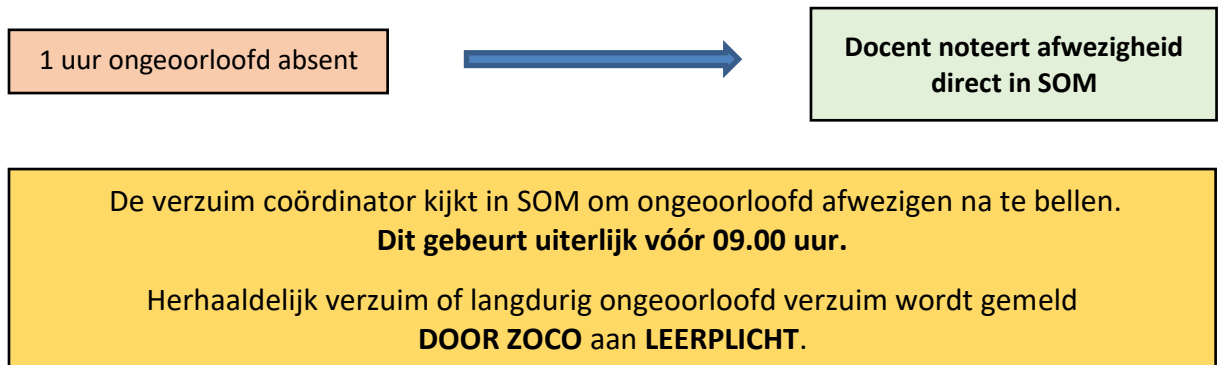 1 uur ongeoorloofd absent
Docent noteert afwezigheid
direct in SOM
De verzuim coördinator kijkt in SOM om ongeoorloofd afwezigen na te bellen.
Dit gebeurt uiterlijk vóór 09.00 uur.
Herhaaldelijk verzuim of langdurig ongeoorloofd verzuim wordt gemeld
DOOR ZOCO aan LEERPLICHT.